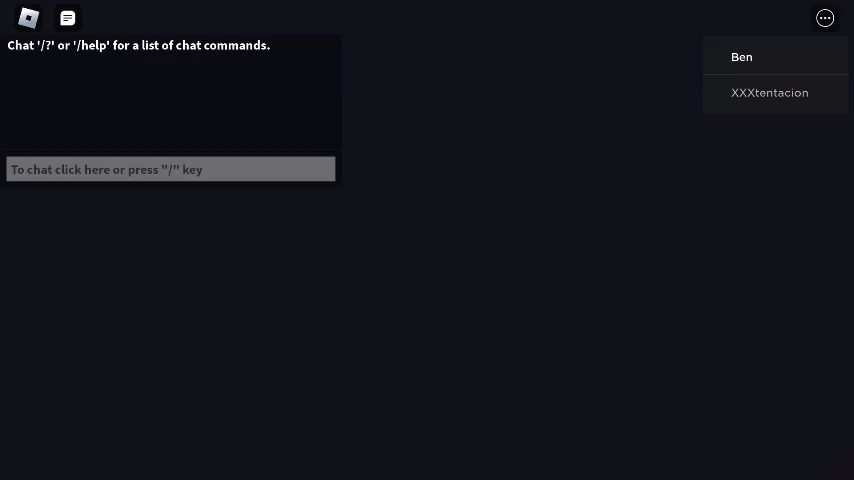 Chat '/?' or '/help' for a list of chat commands.
To chat click here or press "/" key
Ben
XXXtentacion